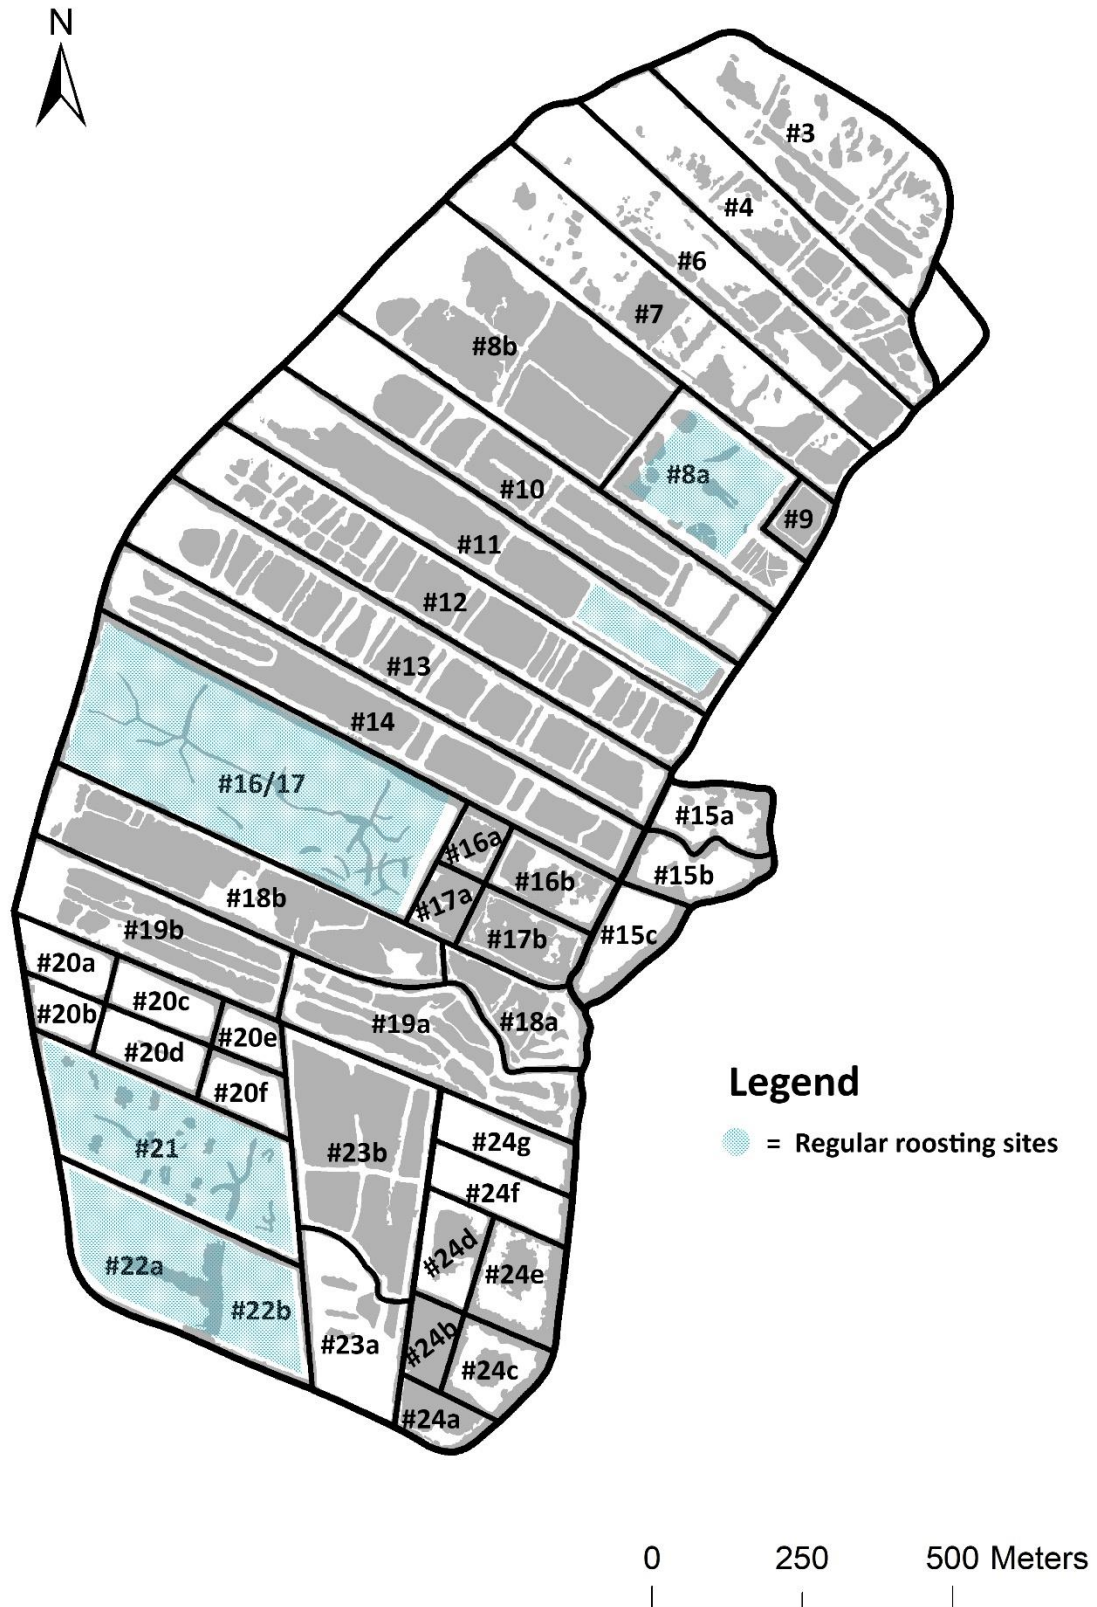 N
#3
#4
#6
#7
#8b
#8a
#10
#9
#11
#12
#13
#14
#16/17
#15a
#16a
#16b
#15b
#18b
#17a
#17b
#15c
#19b
#20a
#20c
#20b
#20e
#19a
#18a
#20d
#20f
Legend
#21
#23b
#24g
= Regular roosting sites
#24f
#22a
#24d
#24e
#22b
#23a
#24b
#24c
#24a
0 250 500 Meters